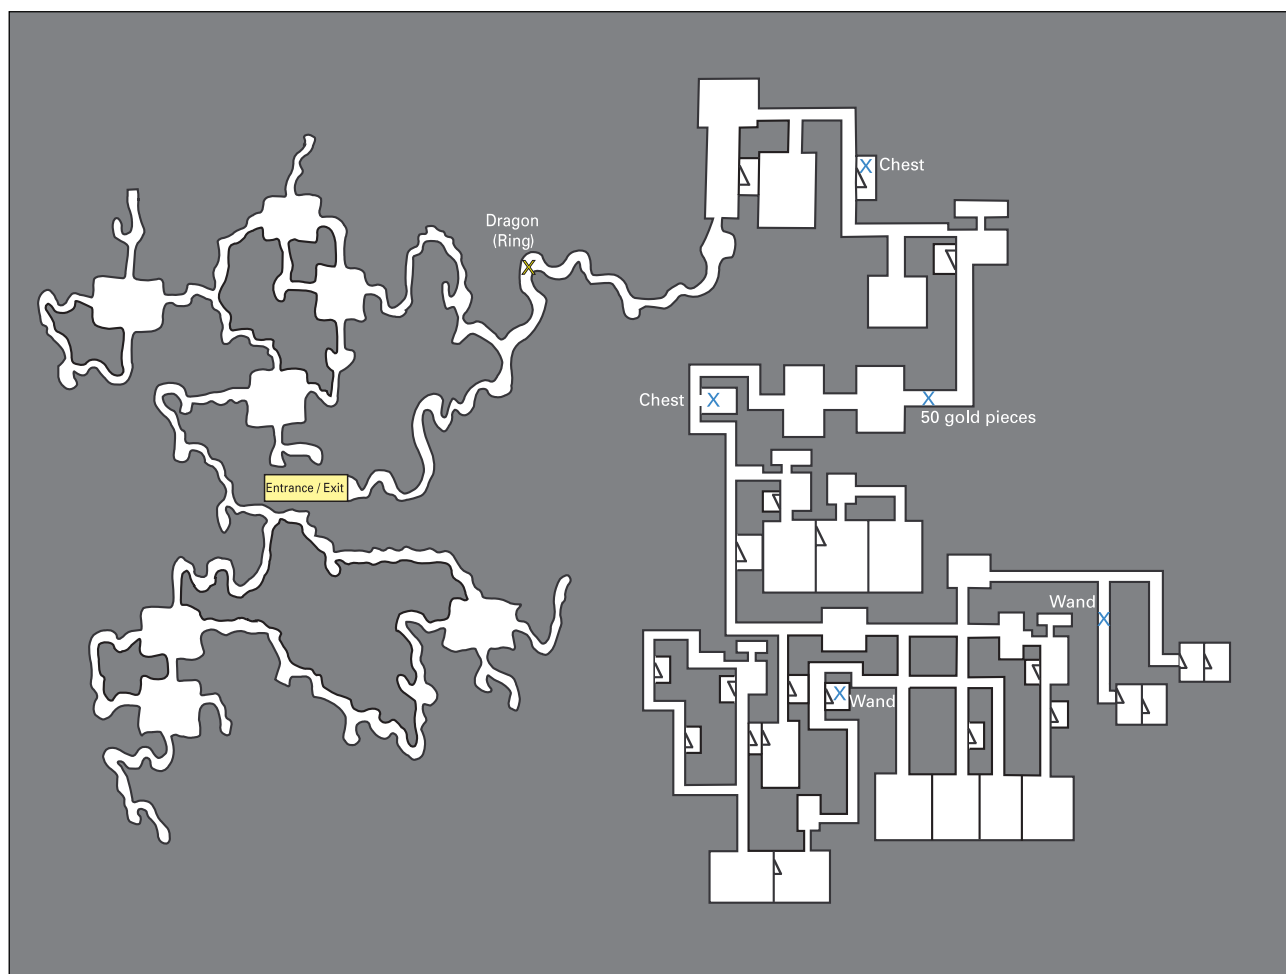 Chest
Dragon
(Ring)
Chest
50 gold pieces
Entrance / Exit
Wand
Wand